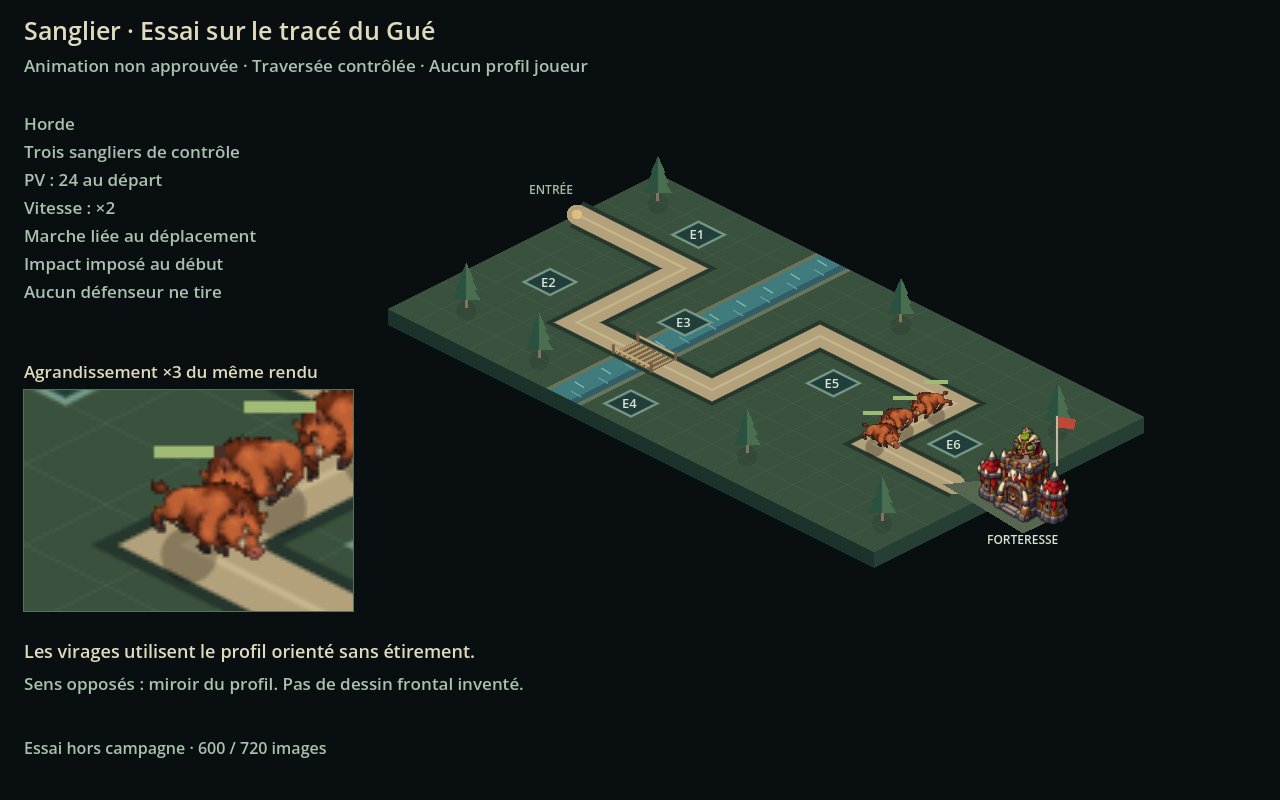 Sanglier · Essai sur le tracé du Gué
Animation non approuvée · Traversée contrôlée · Aucun profil joueur
Horde
Trois sangliers de contrôle
PV : 24 au départ
Vitesse : ×2
Marche liée au déplacement
Impact imposé au début
Aucun défenseur ne tire
ENTRÉE
E1
E2
E3
E4
E5
E6
FORTERESSE
Agrandissement ×3 du même rendu
Les virages utilisent le profil orienté sans étirement.
Sens opposés : miroir du profil. Pas de dessin frontal inventé.
Essai hors campagne · 600 / 720 images